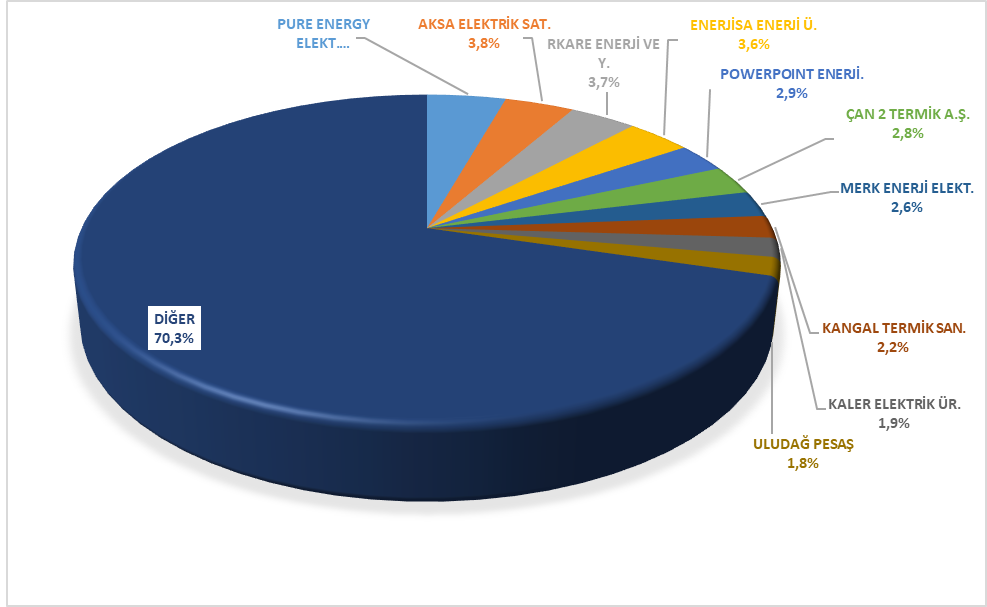 PURE ENERGY
ELEKT....
AKSA ELEKTRİK SAT.
3,8%
RKARE ENERJİ VE
Y.
3,7%
ENERJİSA ENERJİ Ü.
3,6%
POWERPOINT ENERJİ.
2,9%
ÇAN 2 TERMİK A.Ş.
2,8%
MERK ENERJİ ELEKT.
2,6%
KANGAL TERMİK SAN.
2,2%
KALER ELEKTRİK ÜR.
1,9%
ULUDAĞ PESAŞ
1,8%
DİĞER
70,3%